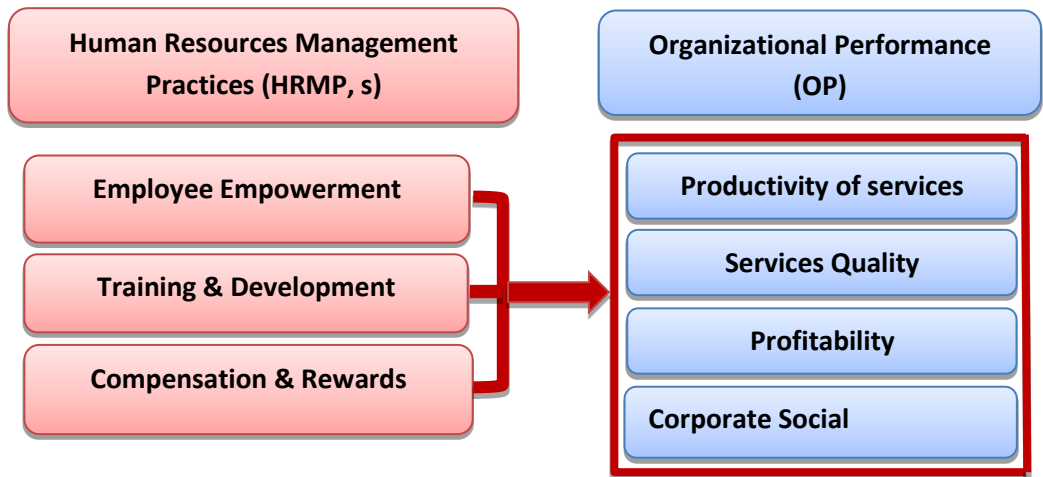 Human Resources Management
Practices (HRMP, s)
Organizational Performance
(OP)
Employee Empowerment
Training & Development
Compensation & Rewards
Productivity of services
Services Quality
Profitability
Corporate Social